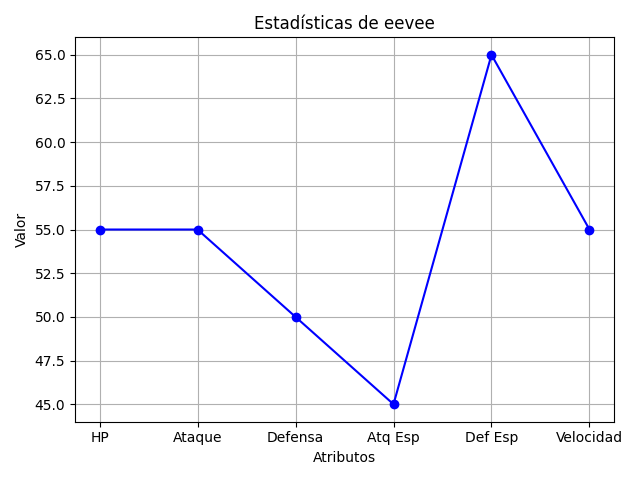 Estadísticas de eevee
Valor
65.0
62.5
60.0
57.5
55.0
52.5
50.0
47.5
45.0
HP Ataque Defensa Atq Esp Def Esp Velocidad
Atributos